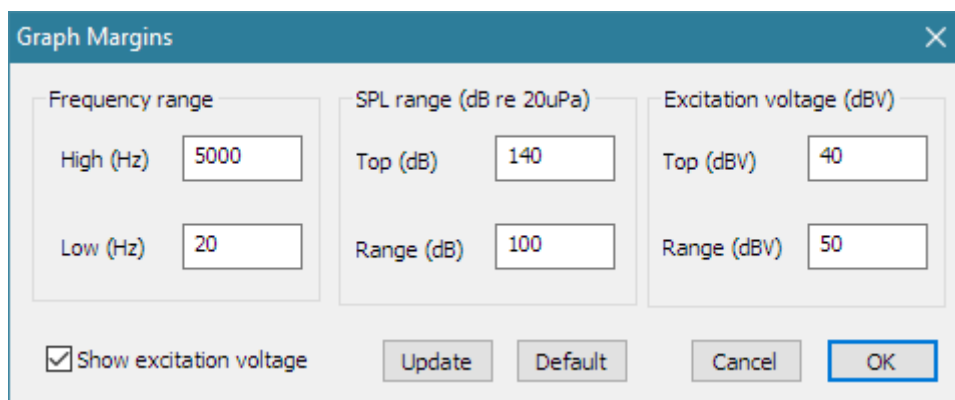 Graph Margins
Frequency range
High (Hz) 5000
Low (Hz) 20
SPL range (dB re 20uPa)
Top (dB) 140
Range (dB) 100
Excitation voltage (dBV)
Top (dBV) 40
Range (dBV) 50
Show excitation voltage
Update
Default
Cancel
OK